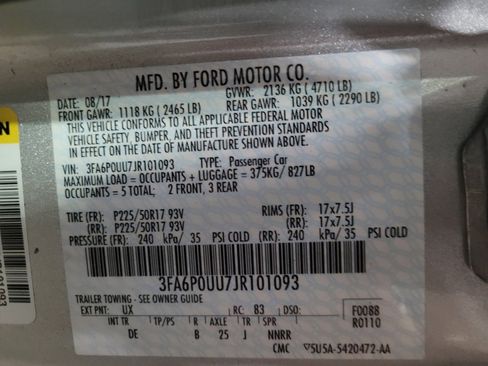 MFD. BY FORD MOTOR CO.
DATE: 08/17 GVWR: 2136 KG (4710 LB)
FRONT GAWR: 1118 KG (2465 LB) REAR GAWR: 1039 KG (2290 LB)
THIS VEHICLE CONFORMS TO ALL APPLICABLE FEDERAL MOTOR
VEHICLE SAFETY, BUMPER, AND THEFT PREVENTION STANDARDS
IN EFFECT ON THE DATE OF MANUFACTURE SHOWN ABOVE.
VIN: 3FA6P0UU7JR101093 TYPE: Passenger Car
MAXIMUM LOAD = OCCUPANTS + LUGGAGE = 375KG/ 827LB
OCCUPANTS = 5 TOTAL; 2 FRONT, 3 REAR
TIRE (FR): P225/50R17 93V RIMS (FR): 17x7.5J
(RR): P225/50R17 93V (RR): 17x7.5J
PRESSURE (FR): 240 kPa/ 35 PSI COLD (RR): 240 kPa/ 35 PSI COLD
3FA6P0UU7JR101093
TRAILER TOWING - SEE OWNER GUIDE
EXT PNT: UX RC: 83 DSO: F0088
R0110
INT TR TP R AXLE TR SPR
DE B 25 J NNRR
CMC 5U5A-5420472-AA